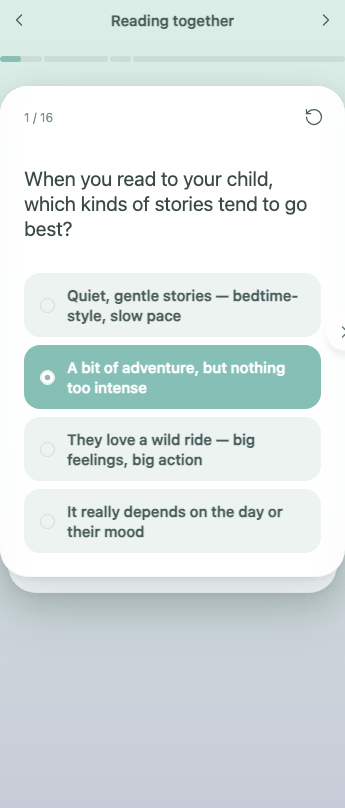 Reading together
1 / 16
When you read to your child,
which kinds of stories tend to go
best?
Quiet, gentle stories — bedtime-
style, slow pace
A bit of adventure, but nothing
too intense
They love a wild ride — big
feelings, big action
It really depends on the day or
their mood